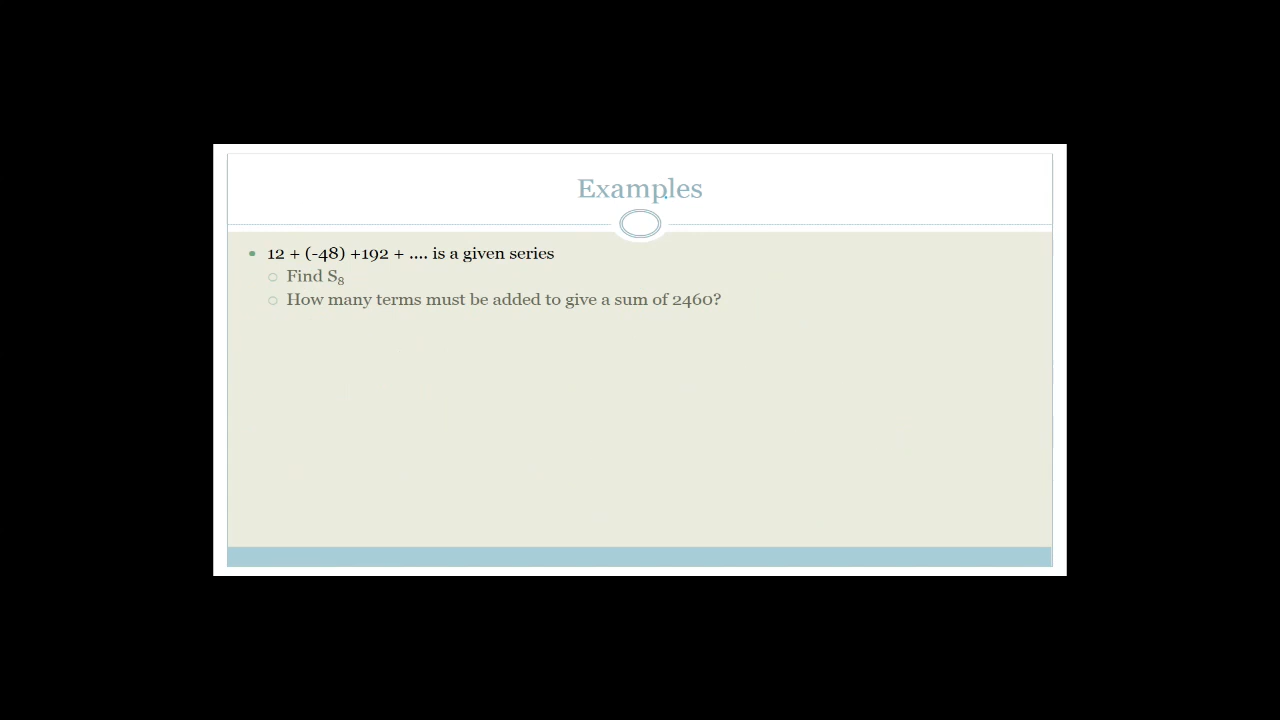 Examples
12 + (-48) +192 + .... is a given series
Find S₈
How many terms must be added to give a sum of 2460?